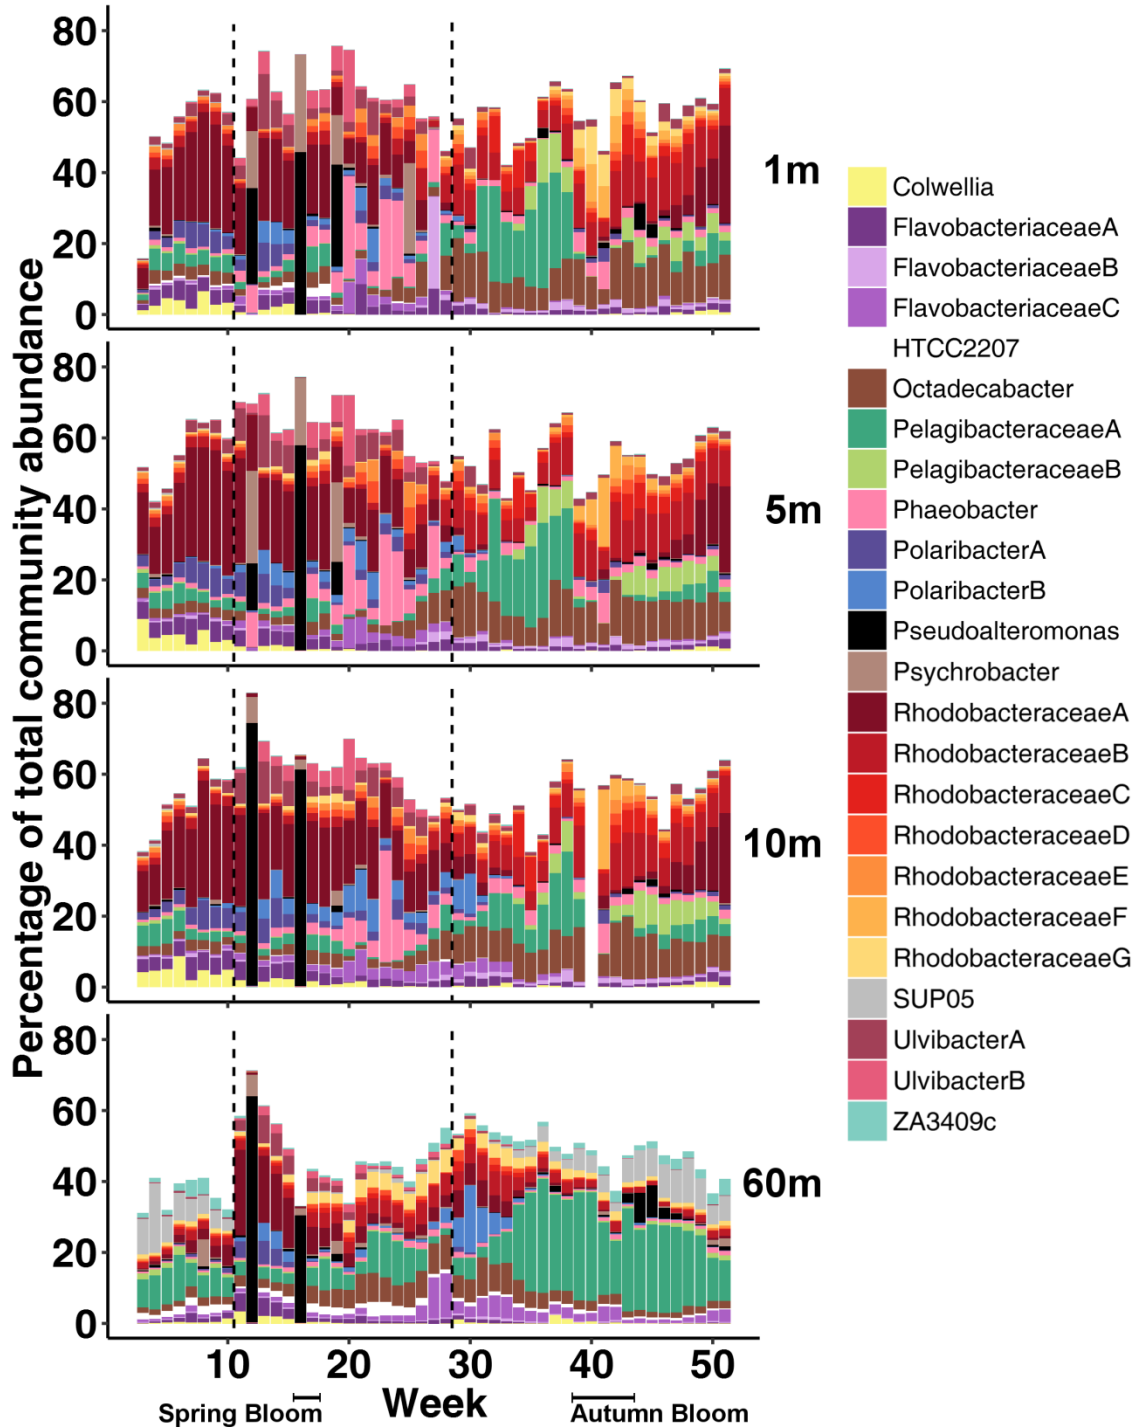 Percentage of total community abundance
80
60
40
20
0
1m
80
60
40
20
0
5m
80
60
40
20
0
10m
80
60
40
20
0
60m
10 20 30 40 50
Week
Spring Bloom
Autumn Bloom
Colwellia
FlavobacteriaceaeA
FlavobacteriaceaeB
FlavobacteriaceaeC
HTCC2207
Octadecabacter
PelagibacteraceaeA
PelagibacteraceaeB
Phaeobacter
PolaribacterA
PolaribacterB
Pseudoalteromonas
Psychrobacter
RhodobacteraceaeA
RhodobacteraceaeB
RhodobacteraceaeC
RhodobacteraceaeD
RhodobacteraceaeE
RhodobacteraceaeF
RhodobacteraceaeG
SUP05
UlvibacterA
UlvibacterB
ZA3409c